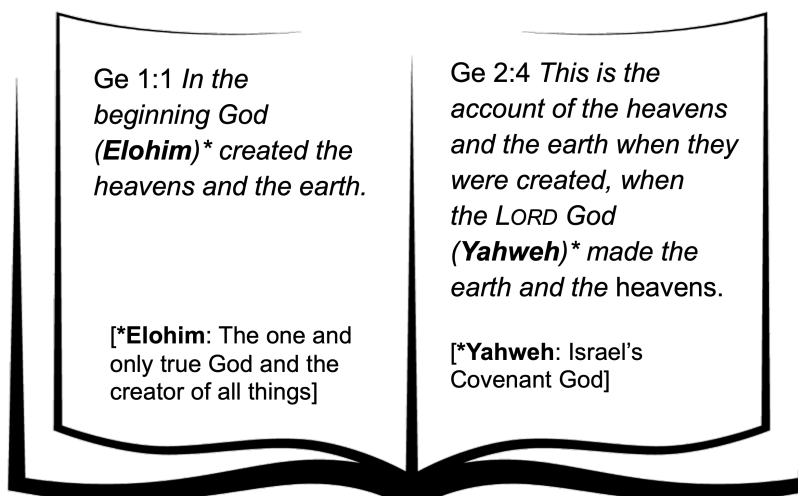 Ge 1:1 In the
beginning God
(Elohim)* created the
heavens and the earth.
[*Elohim: The one and
only true God and the
creator of all things]
Ge 2:4 This is the
account of the heavens
and the earth when they
were created, when
the LORD God
(Yahweh)* made the
earth and the heavens.
[*Yahweh: Israel’s
Covenant God]